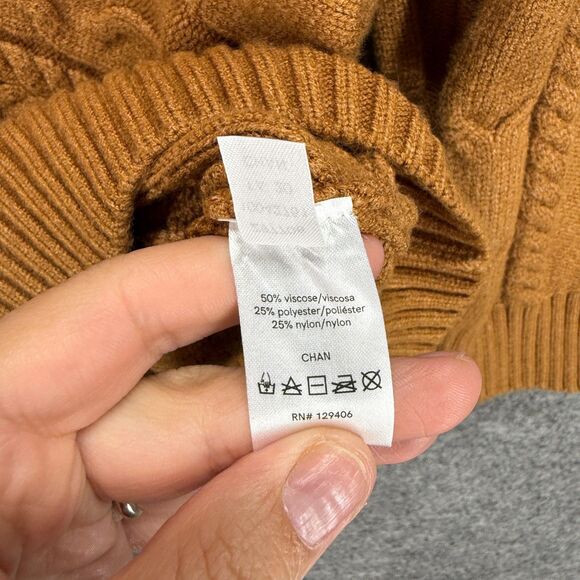 50% viscose/viscosa
25% polyester/poliéster
25% nylon/nylon
CHAN
RN# 129406